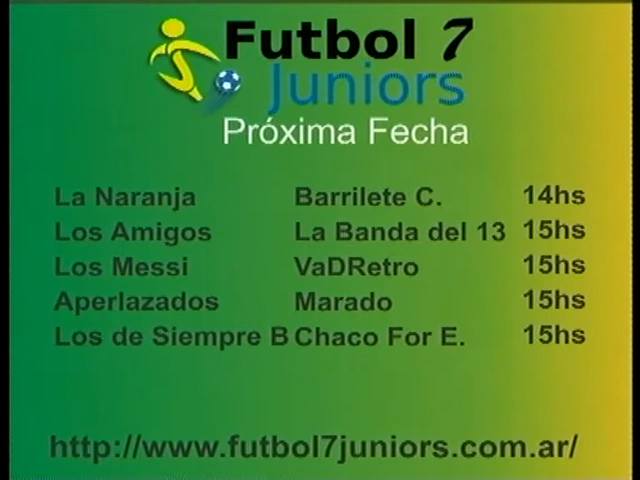 Futbol 7
Juniors
Próxima Fecha
La Naranja Barrilete C. 14hs
Los Amigos La Banda del 13 15hs
Los Messi VaDRetro 15hs
Aperlazados Marado 15hs
Los de Siempre B Chaco For E. 15hs
http://www.futbol7juniors.com.ar/